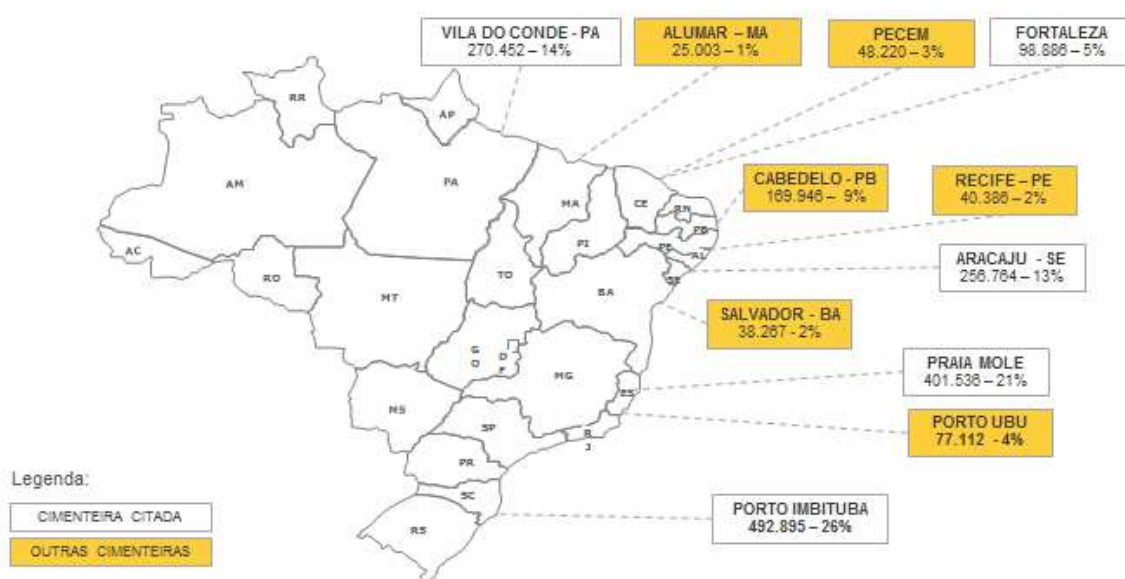 VILA DO CONDE - PA
270.452 – 14%
ALUMAR – MA
25.003 – 1%
PECEM
48.220 – 3%
FORTALEZA
98.886 – 5%
RR
AP
AM
PA
MA
CE
RN
CABEDELO - PB
169.946 – 9%
RECIFE – PE
40.386 – 2%
PB
PI
PE
AL
AC
RO
TO
SE
ARACAJU - SE
256.764 – 13%
MT
BA
SALVADOR - BA
38.267 - 2%
G
O
D
F
MG
ES
PRAIA MOLE
401.536 – 21%
MS
SP
R
J
PORTO UBU
77.112 - 4%
PR
SC
RS
PORTO IMBITUBA
492.895 – 26%
Legenda:
CIMENTEIRA CITADA
OUTRAS CIMENTEIRAS